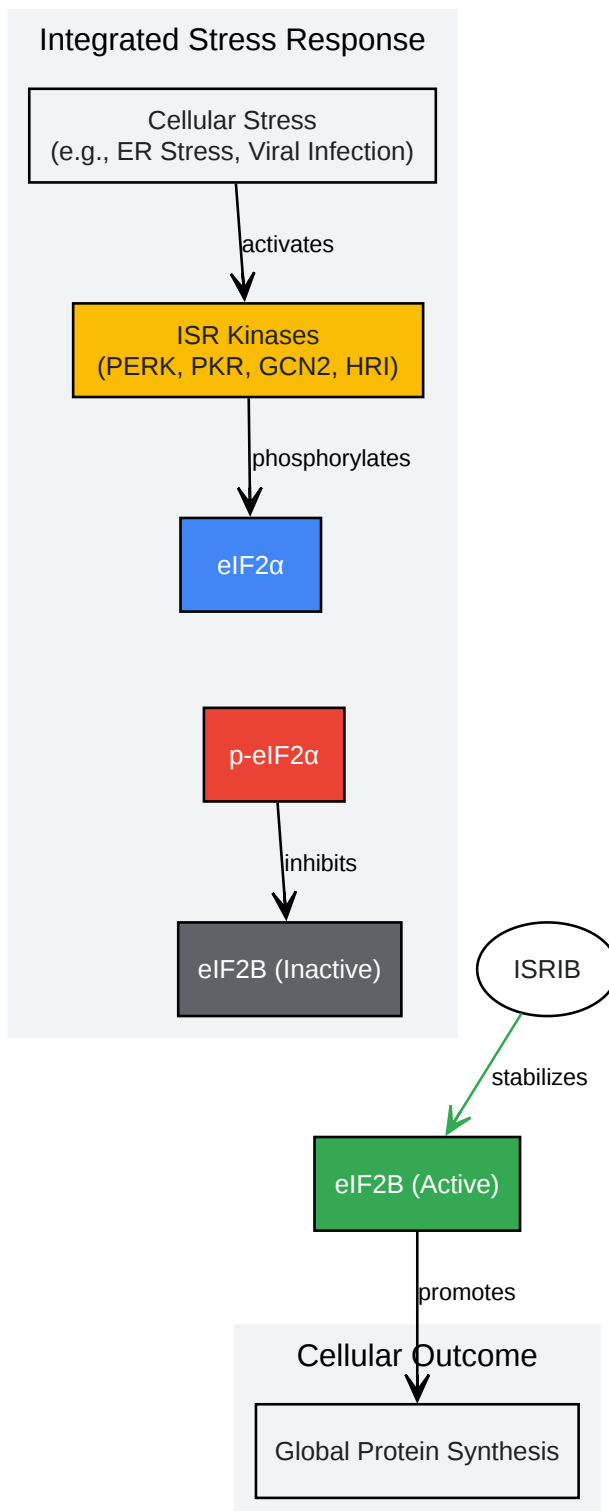 Integrated Stress Response
Cellular Stress
(e.g., ER Stress, Viral Infection)
activates
ISR Kinases
(PERK, PKR, GCN2, HRI)
phosphorylates
eIF2α
p-eIF2α
inhibits
eIF2B (Inactive)
ISRIB
stabilizes
eIF2B (Active)
promotes
Cellular Outcome
Global Protein Synthesis